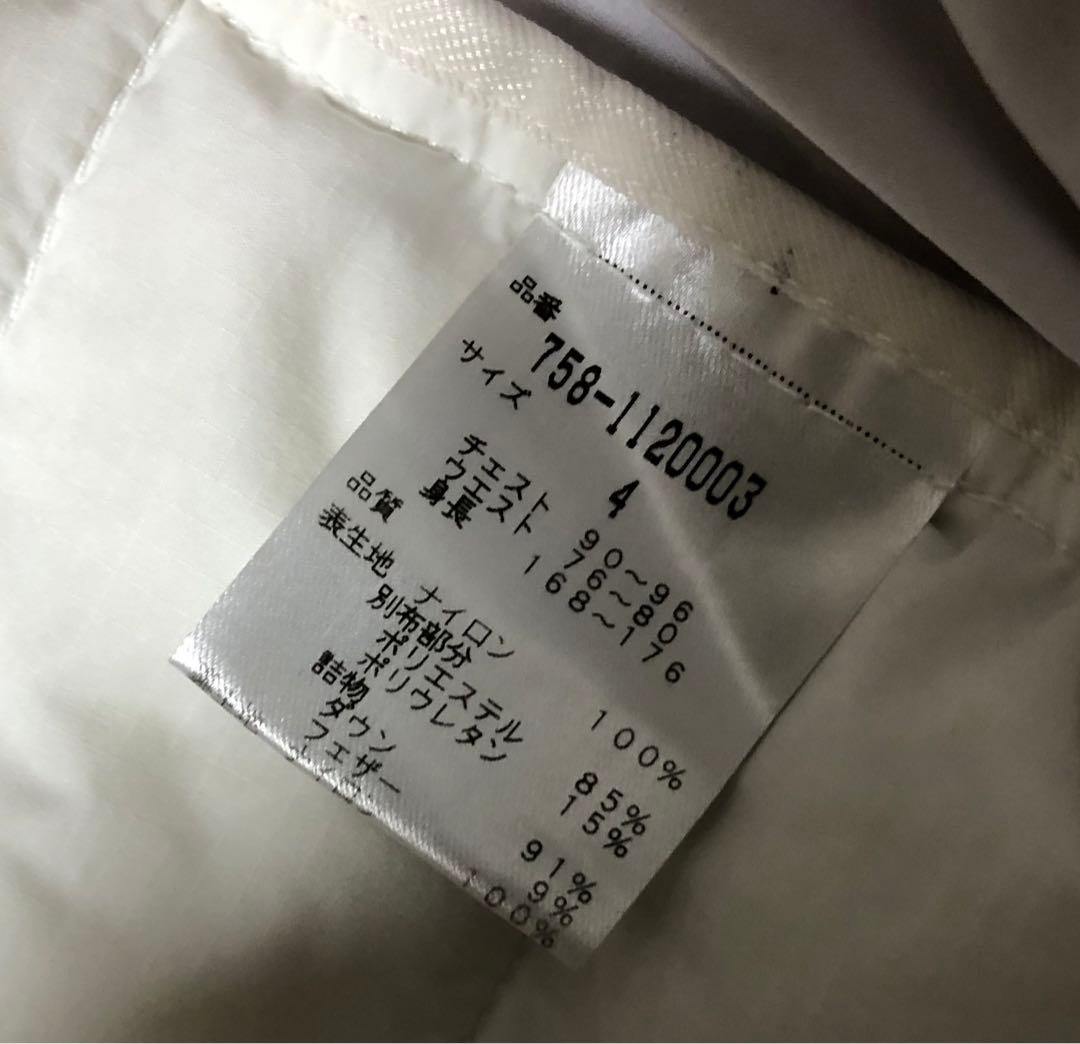 品番
758-1120003
サイズ 4
チエスト 90～96
ウエスト 76～80
身長 168～176
品質
表生地 ナイロン 100%
別布部分
ポリエステル 85%
ポリウレタン 15%
詰物
ダウン 91%
フェザー 9%
100%